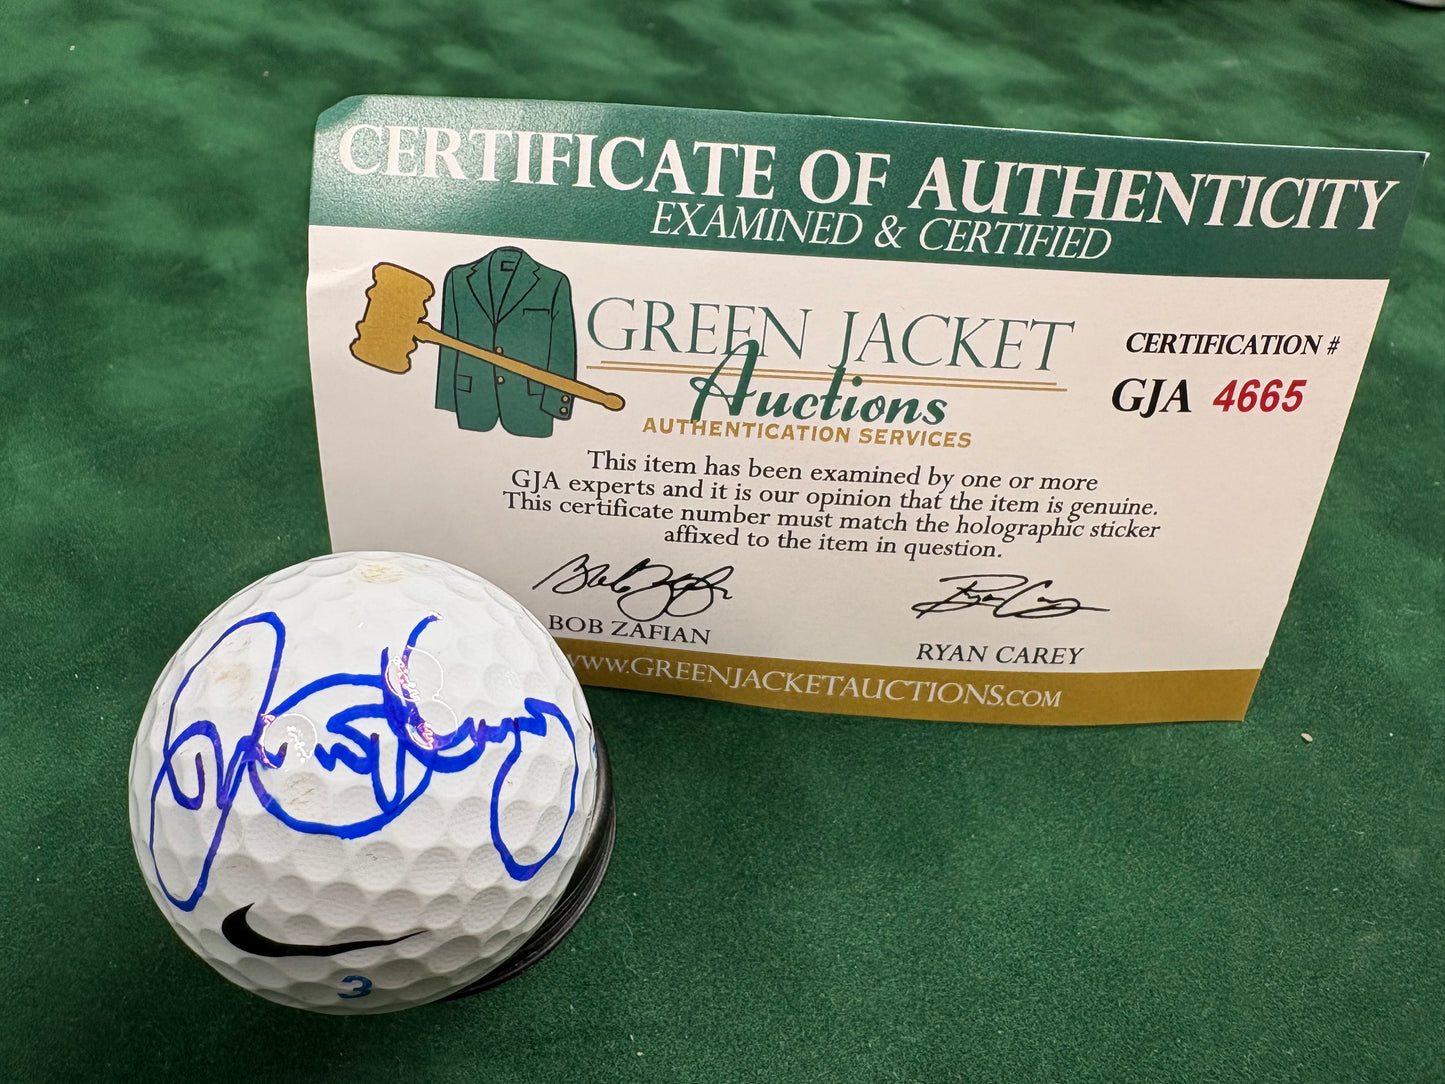 CERTIFICATE OF AUTHENTICITY
EXAMINED & CERTIFIED
GREEN JACKET
Auctions
AUTHENTICATION SERVICES
CERTIFICATION #
GJA 4665
This item has been examined by one or more
GJA experts and it is our opinion that the item is genuine.
This certificate number must match the holographic sticker
affixed to the item in question.
BOB ZAFIAN
RYAN CAREY
WWW.GREENJACKETAUCTIONS.COM
3